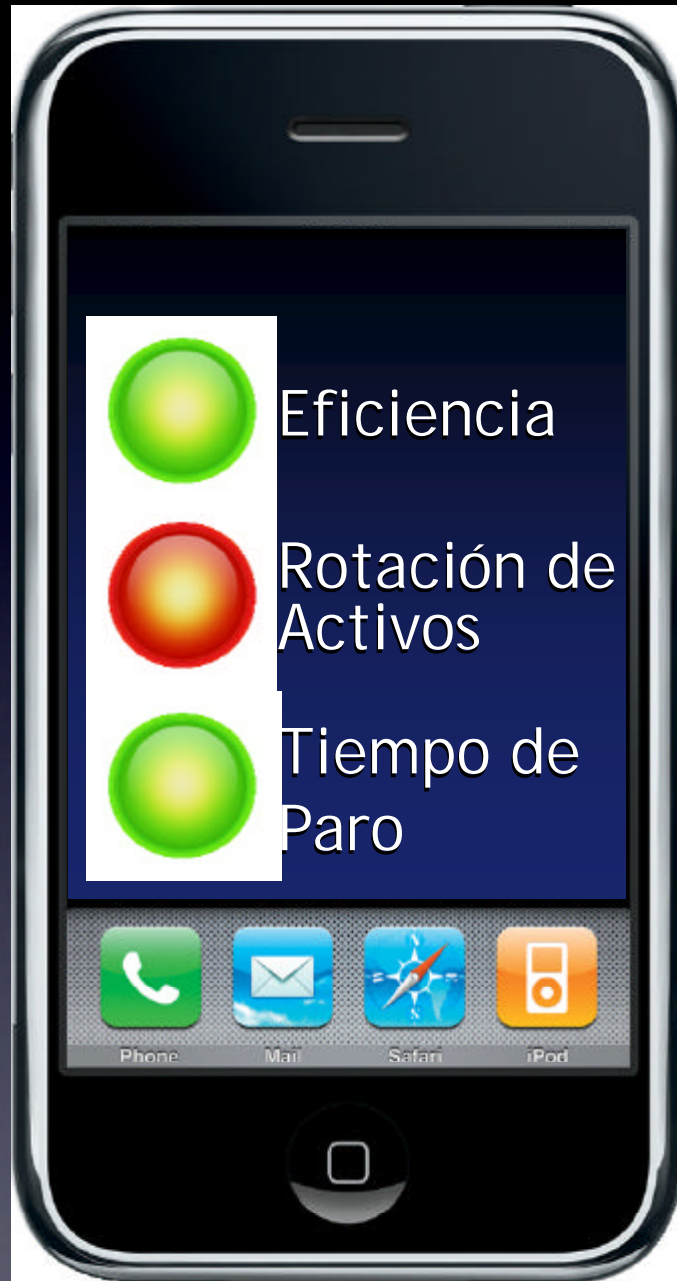 Eficiencia
Rotación de
Activos
Tiempo de
Paro
Phone Mail Safari iPod